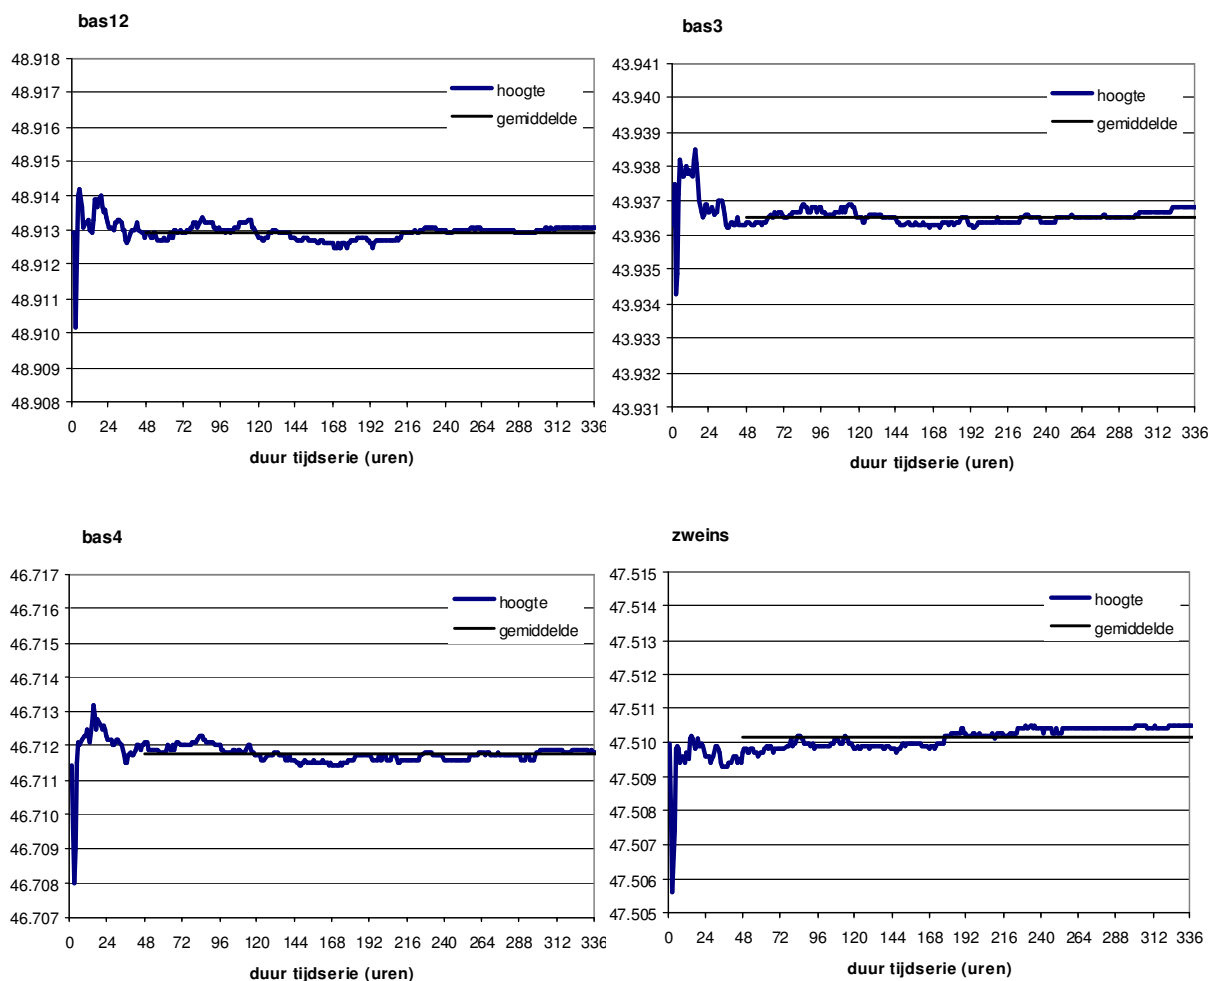 bas12
48.918
48.917
48.916
48.915
48.914
48.913
48.912
48.911
48.910
48.909
48.908
hoogte
gemiddelde
0 24 48 72 96 120 144 168 192 216 240 264 288 312 336
duur tijdserie (uren)
bas3
43.941
43.940
43.939
43.938
43.937
43.936
43.935
43.934
43.933
43.932
43.931
hoogte
gemiddelde
0 24 48 72 96 120 144 168 192 216 240 264 288 312 336
duur tijdserie (uren)
bas4
46.717
46.716
46.715
46.714
46.713
46.712
46.711
46.710
46.709
46.708
46.707
hoogte
gemiddelde
0 24 48 72 96 120 144 168 192 216 240 264 288 312 336
duur tijdserie (uren)
zweins
47.515
47.514
47.513
47.512
47.511
47.510
47.509
47.508
47.507
47.506
47.505
hoogte
gemiddelde
0 24 48 72 96 120 144 168 192 216 240 264 288 312 336
duur tijdserie (uren)